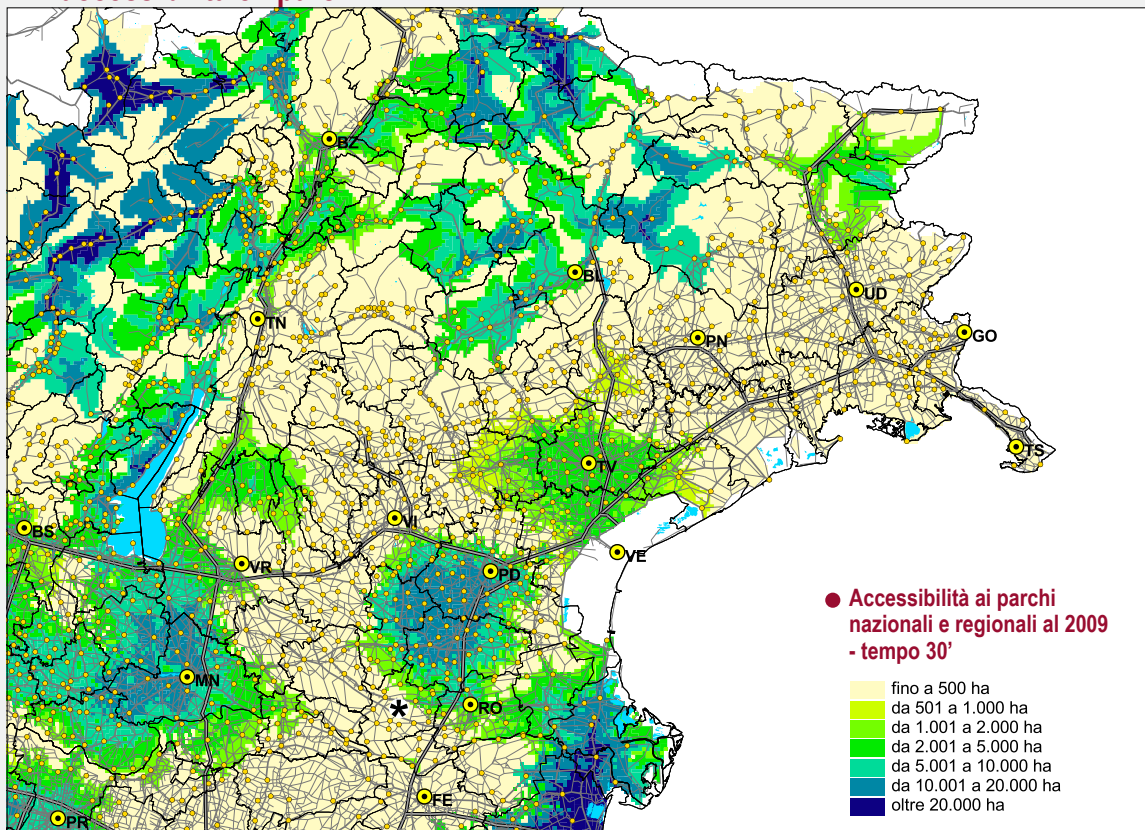 BZ
BL
UD
TN
PN
GO
TS
TV
BS
VI
VE
VR
PD
MN
*
RO
FE
PR
Accessibilità ai parchi
nazionali e regionali al 2009
- tempo 30’
fino a 500 ha
da 501 a 1.000 ha
da 1.001 a 2.000 ha
da 2.001 a 5.000 ha
da 5.001 a 10.000 ha
da 10.001 a 20.000 ha
oltre 20.000 ha